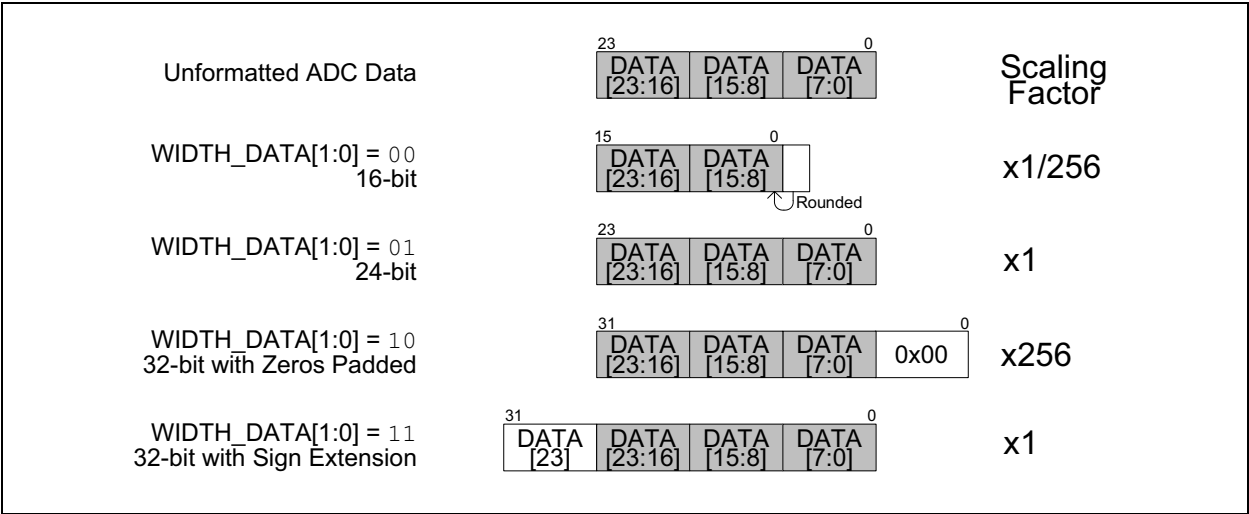 23 0
Unformatted ADC Data
DATA DATA DATA
[23:16] [15:8] [7:0]
Scaling
Factor
15 0
WIDTH_DATA[1:0] = 00
16-bit
DATA DATA
[23:16] [15:8]
Rounded
x1/256
23 0
WIDTH_DATA[1:0] = 01
24-bit
DATA DATA DATA
[23:16] [15:8] [7:0]
x1
31 0
WIDTH_DATA[1:0] = 10
32-bit with Zeros Padded
DATA DATA DATA
[23:16] [15:8] [7:0]
0x00
x256
31 0
WIDTH_DATA[1:0] = 11
32-bit with Sign Extension
DATA DATA DATA DATA
[23] [23:16] [15:8] [7:0]
x1